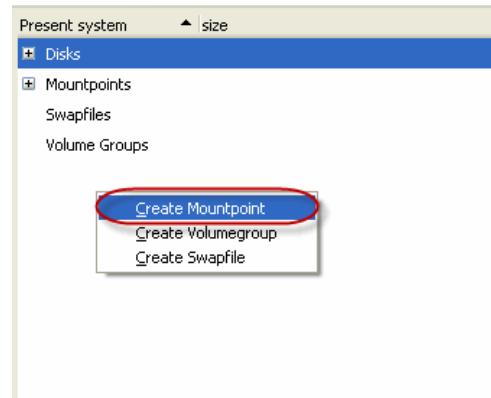 Present system size
Disks
Mountpoints
Swapfiles
Volume Groups
Create Mountpoint
Create Volumegroup
Create Swapfile